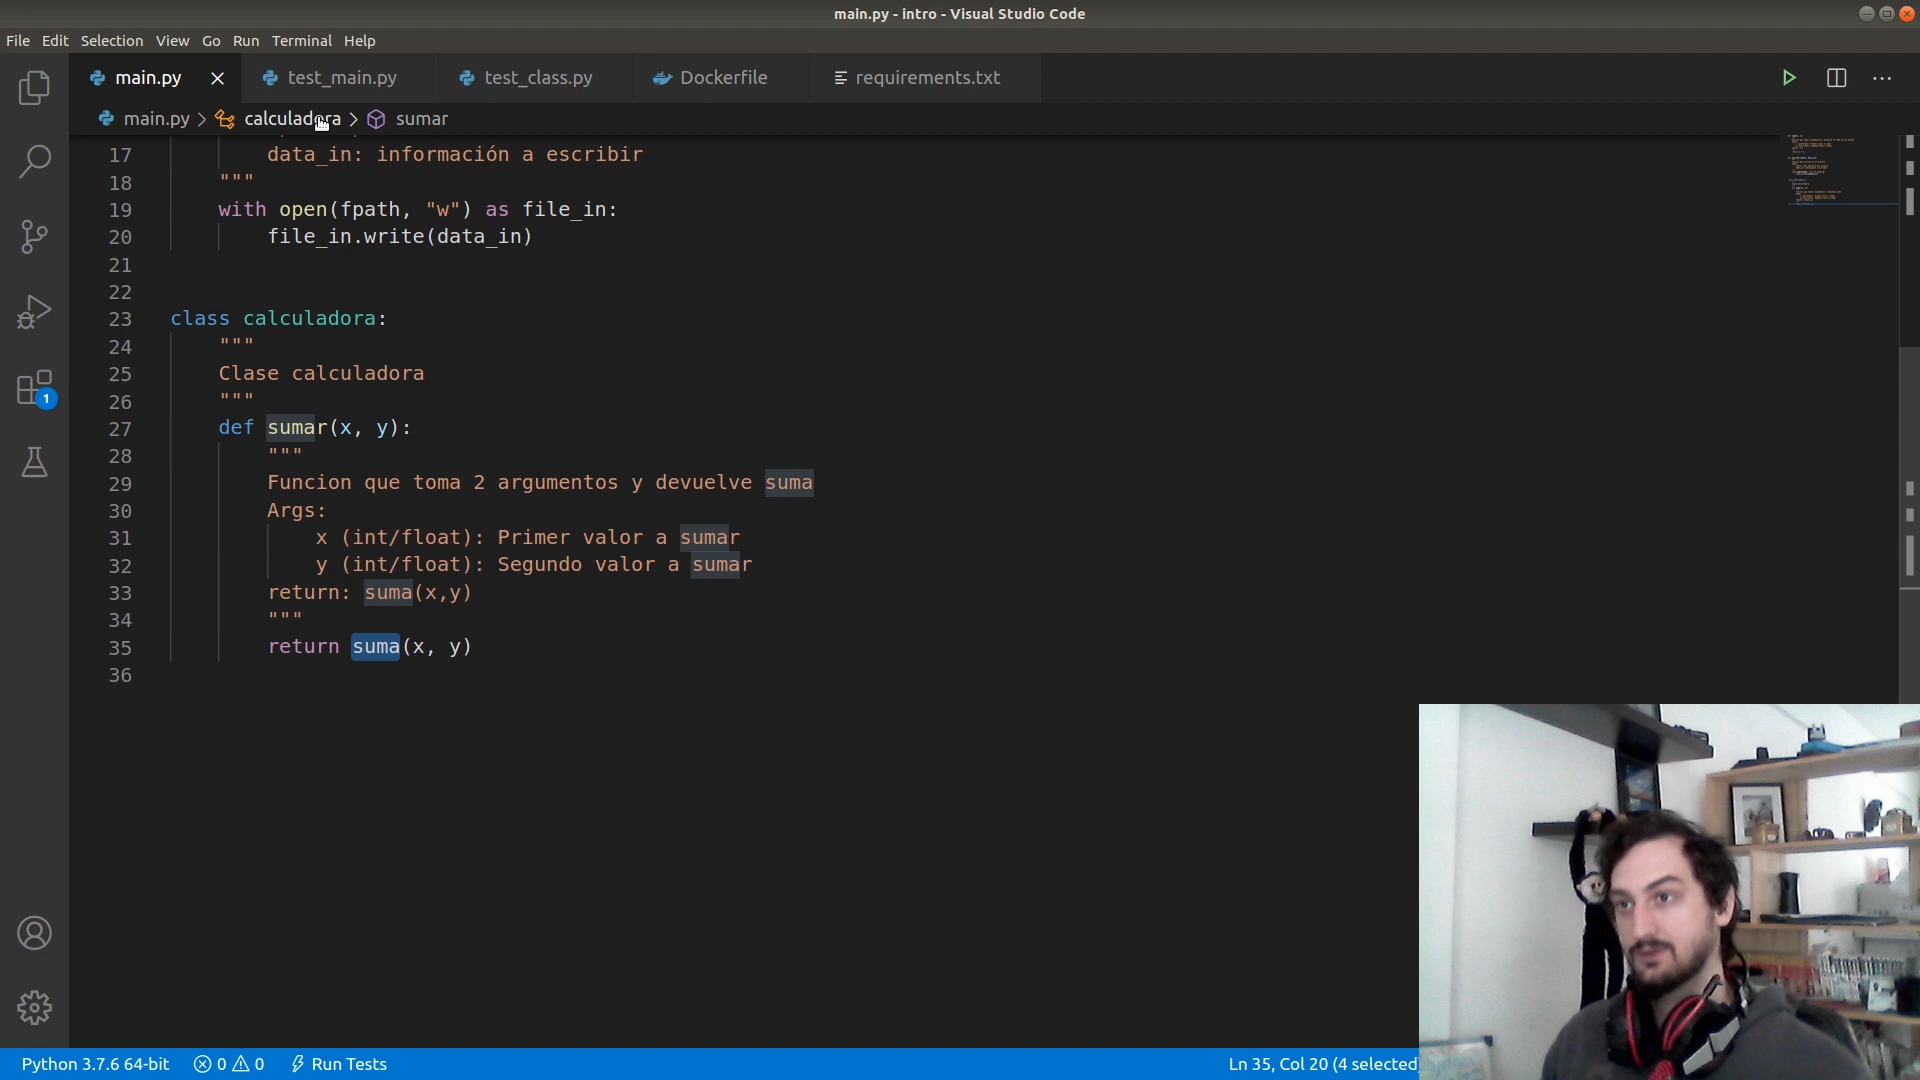 main.py - intro - Visual Studio Code
File Edit Selection View Go Run Terminal Help
main.py test_main.py test_class.py Dockerfile requirements.txt
main.py > calculadora > sumar
17 data_in: información a escribir
18 """
19 with open(fpath, "w") as file_in:
20 file_in.write(data_in)
21
22
23 class calculadora:
24 """
25 Clase calculadora
26 """
27 def sumar(x, y):
28 """
29 Funcion que toma 2 argumentos y devuelve suma
30 Args:
31 x (int/float): Primer valor a sumar
32 y (int/float): Segundo valor a sumar
33 return: suma(x,y)
34 """
35 return suma(x, y)
36
1
Python 3.7.6 64-bit 0 0 Run Tests Ln 35, Col 20 (4 selected)